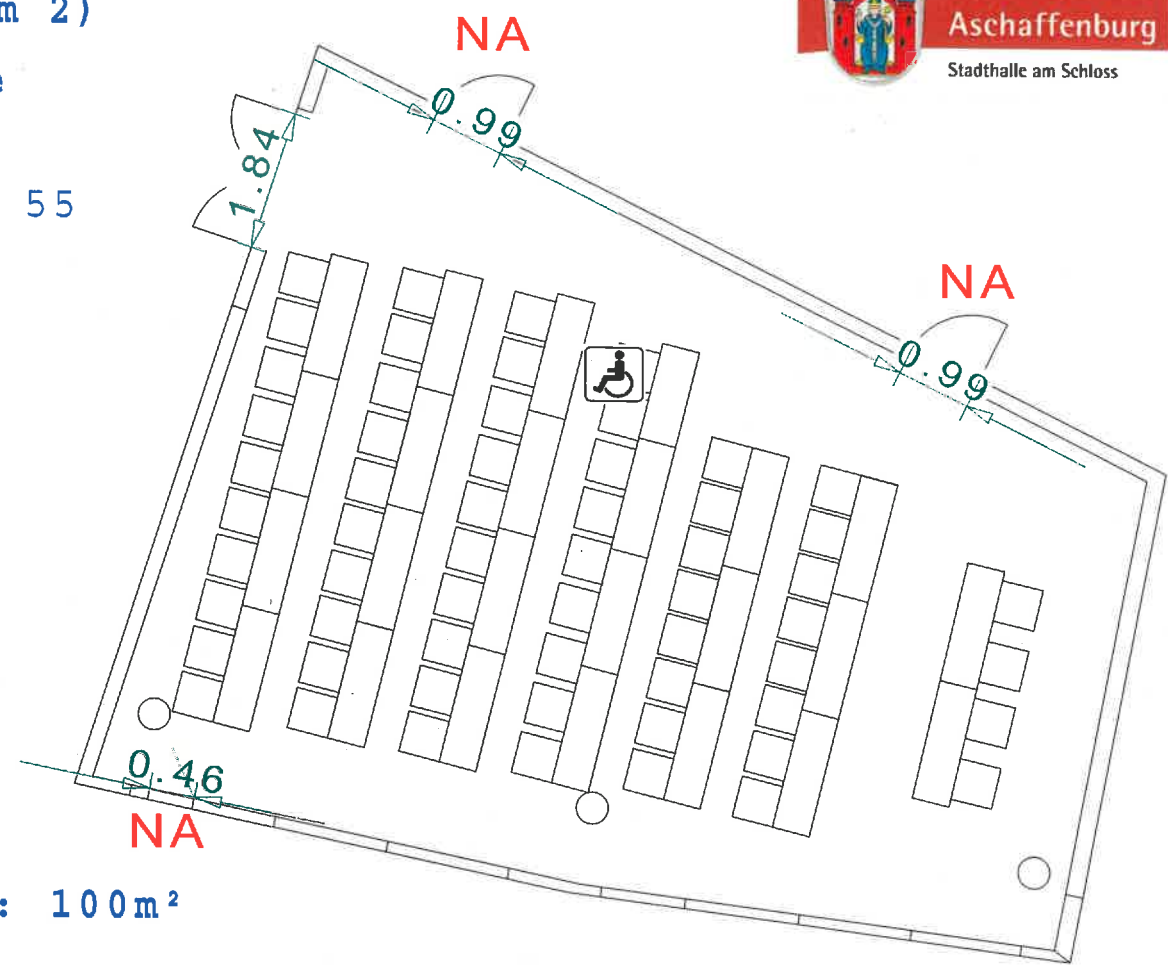 m 2)
e
55
NA
Aschaffenburg
Stadthalle am Schloss
0.99
1.84
NA
0.99
0.46
NA
: 100m²